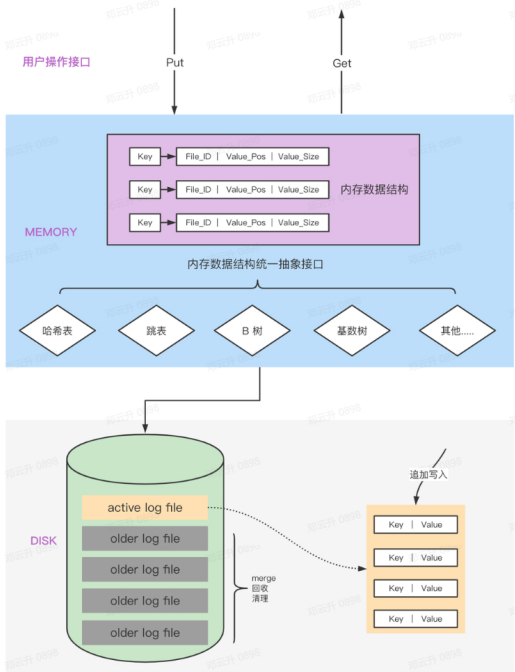 用户操作接口
Put
Get
Key
File_ID | Value_Pos | Value_Size
Key
File_ID | Value_Pos | Value_Size
Key
File_ID | Value_Pos | Value_Size
内存数据结构
MEMORY
内存数据结构统一抽象接口
哈希表
跳表
B 树
基数树
其他.....
追加写入
active log file
Key | Value
DISK
older log file
Key | Value
older log file
merge
回收
清理
Key | Value
older log file
Key | Value
older log file